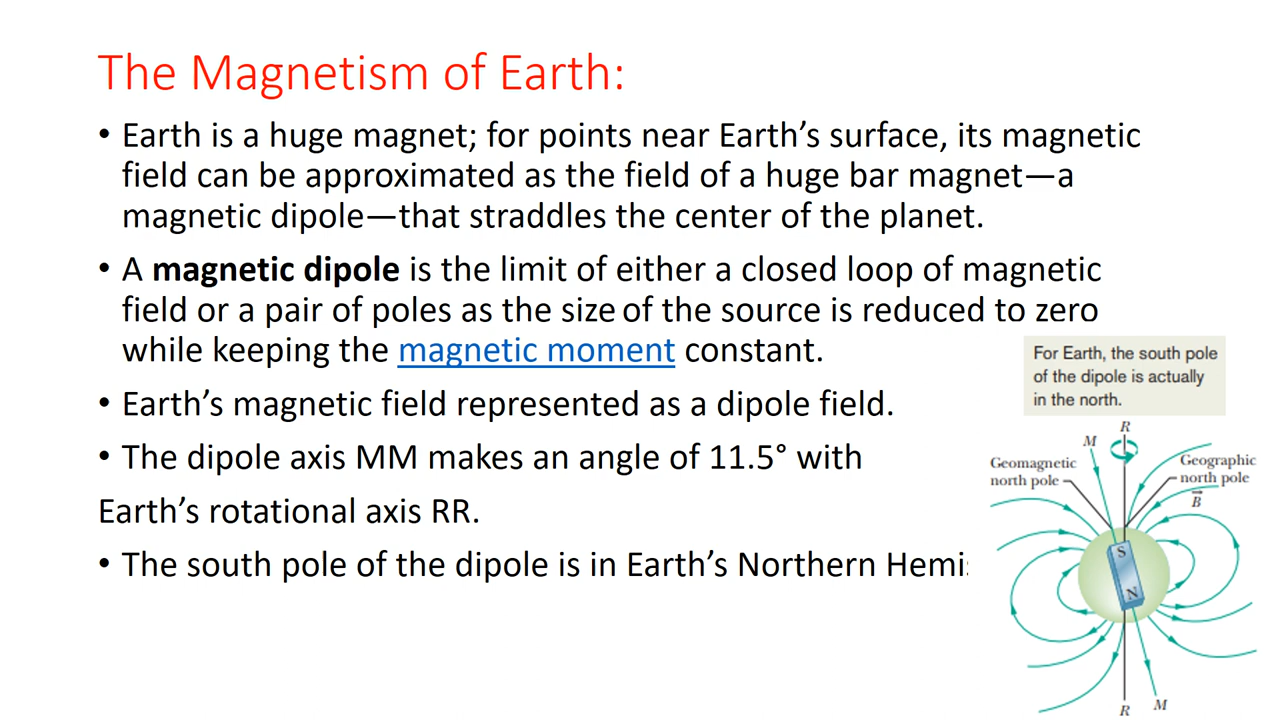 The Magnetism of Earth:
• Earth is a huge magnet; for points near Earth’s surface, its magnetic
field can be approximated as the field of a huge bar magnet—a
magnetic dipole—that straddles the center of the planet.
• A magnetic dipole is the limit of either a closed loop of magnetic
field or a pair of poles as the size of the source is reduced to zero
while keeping the magnetic moment constant.
• Earth’s magnetic field represented as a dipole field.
• The dipole axis MM makes an angle of 11.5° with
Earth’s rotational axis RR.
• The south pole of the dipole is in Earth’s Northern
For Earth, the south pole
of the dipole is actually
in the north.
R
M
Geomagnetic
north pole
Geographic
north pole
B
S
N
R
M